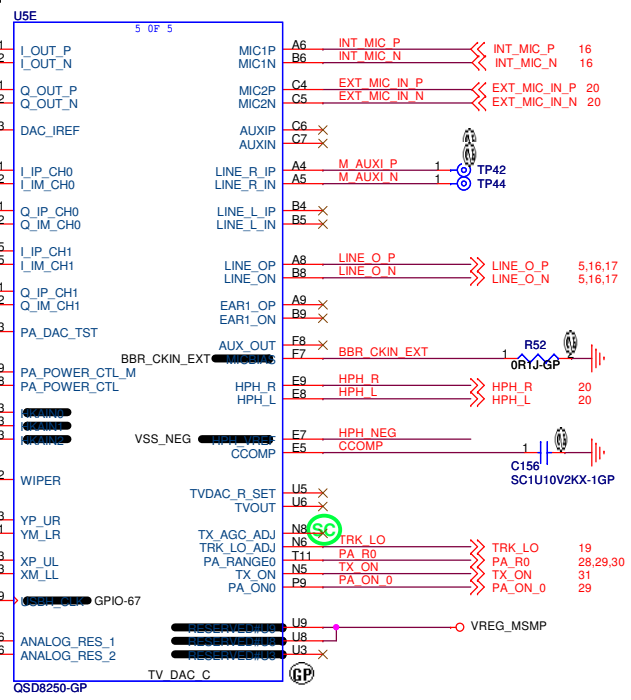 U5E
5 OF 5
I_OUT_P MIC1P A6 INT_MIC_P INT_MIC_P 16
I_OUT_N MIC1N B6 INT_MIC_N INT_MIC_N 16
Q_OUT_P MIC2P C4 EXT_MIC_IN_P EXT_MIC_IN_P 20
Q_OUT_N MIC2N C5 EXT_MIC_IN_N EXT_MIC_IN_N 20
DAC_IREF AUXIP C6
AUXIN C7
I_IP_CH0 LINE_R_IP A4 M_AUXI_P 1 TP42
I_IM_CH0 LINE_R_IN A5 M_AUXI_N 1 TP44
Q_IP_CH0 LINE_L_IP B4
Q_IM_CH0 LINE_L_IN B5
I_IP_CH1
I_IM_CH1 LINE_OP A8 LINE_O_P LINE_O_P 5,16,17
LINE_ON B8 LINE_O_N LINE_O_N 5,16,17
Q_IP_CH1
Q_IM_CH1 EAR1_OP A9
EAR1_ON B9
PA_DAC_TST
AUX_OUT F8 R52
BBR_CKIN_EXT F7 BBR_CKIN_EXT 1
0R1J-GP
PA_POWER_CTL_M
PA_POWER_CTL HPH_R E9 HPH_R HPH_R 20
HPH_L E8 HPH_L HPH_L 20
VSS_NEG E7 HPH_NEG
CCOMP E5 CCOMP 1
C156
SC1U10V2KX-1GP
WIPER
TVDAC_R_SET U5
TVOUT U6
YP_UR
YM_LR TX_AGC_ADJ N8 SC
TRK_LO_ADJ N6 TRK_LO TRK_LO 19
XP_UL PA_RANGE0 T11 PA_R0 PA_R0 28,29,30
XM_LL TX_ON N5 TX_ON TX_ON 31
PA_ON0 P9 PA_ON_0 PA_ON_0 29
GPIO-67
U9 VREG_MSMP
ANALOG_RES_1 U8
ANALOG_RES_2 U3
TV_DAC_C GP
QSD8250-GP